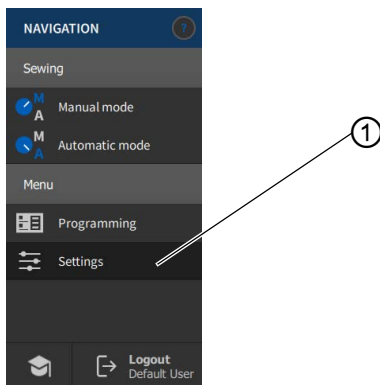 NAVIGATION ?
Sewing
M
A Manual mode
M
A Automatic mode
Menu
Programming
Settings
Logout
Default User
1